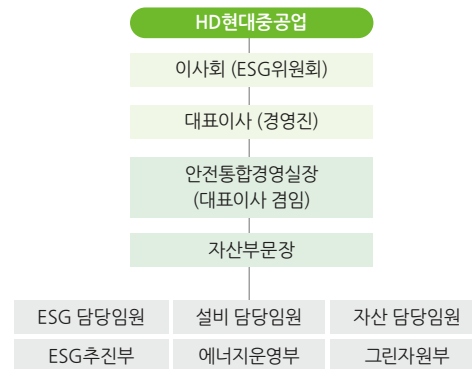 HD현대중공업
이사회 (ESG위원회)
대표이사 (경영진)
안전통합경영실장
(대표이사 겸임)
자산부문장
ESG 담당임원
설비 담당임원
자산 담당임원
ESG추진부
에너지운영부
그린자원부